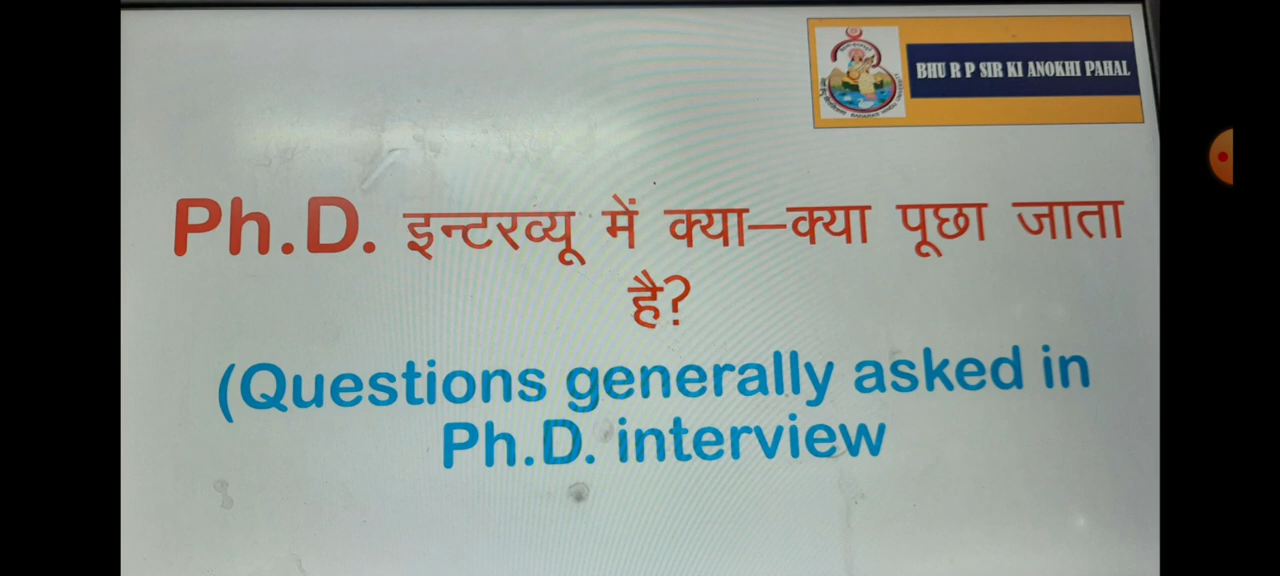 BHU R P SIR KI ANOKHI PAHAL
Ph.D. इन्टरव्यू में क्या–क्या पूछा जाता
है?
(Questions generally asked in
Ph.D. interview